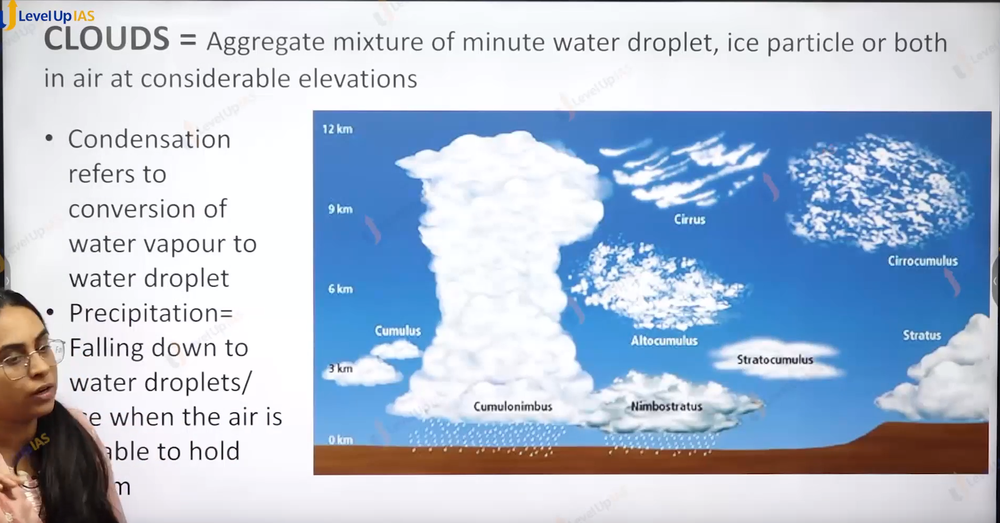 LevelUp IAS
CLOUDS = Aggregate mixture of minute water droplet, ice particle or both
in air at considerable elevations
• Condensation
refers to
conversion of
water vapour to
water droplet
• Precipitation=
Falling down to
water droplets/
e when the air is
able to hold
m
12 km
9 km
6 km
3 km
0 km
Cirrus
Cirrocumulus
Cumulus
Altocumulus
Stratus
Stratocumulus
Cumulonimbus
Nimbostratus